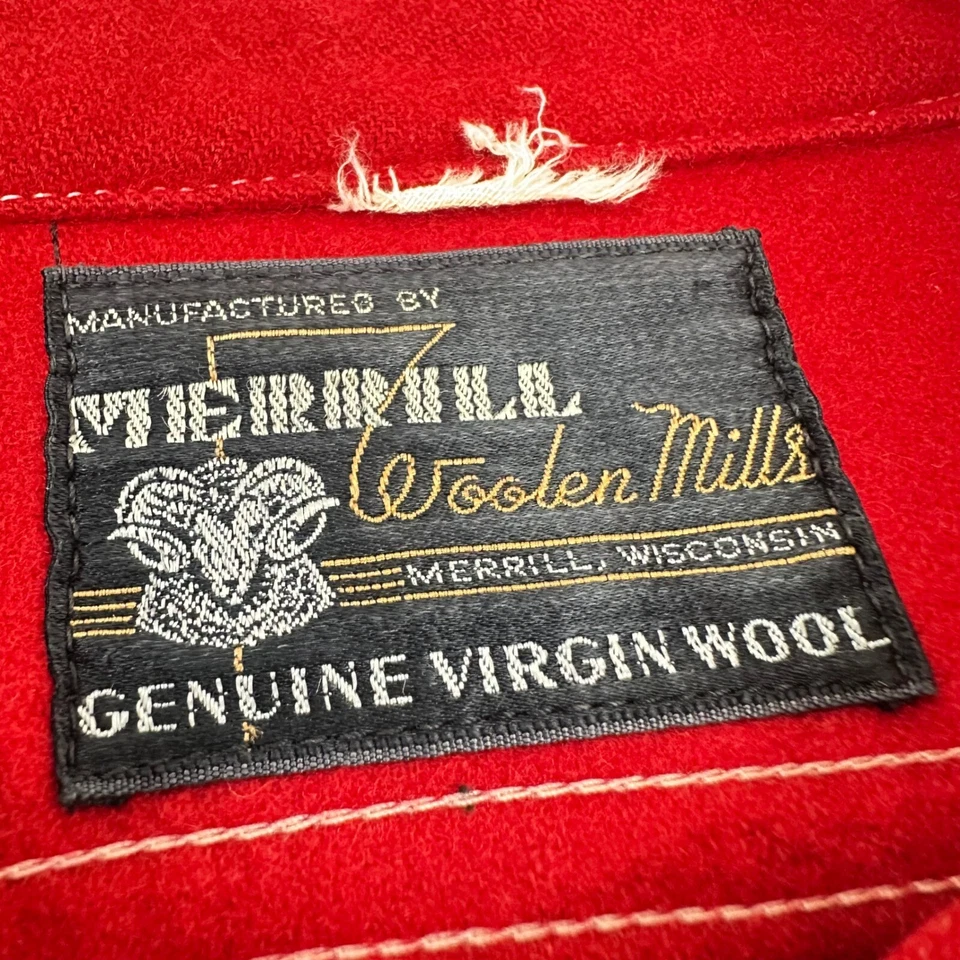 MANUFACTURED BY
MERRILL
Woolen Mills
MERRILL, WISCONSIN
GENUINE VIRGIN WOOL